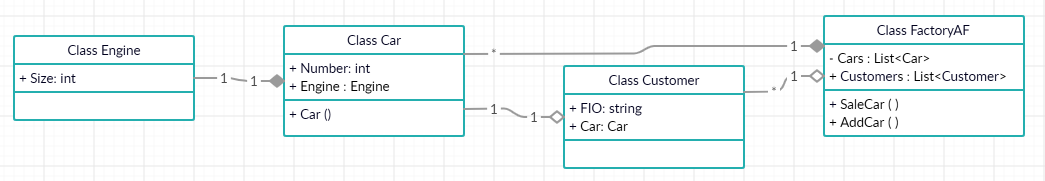 Class Engine
+ Size: int
1
1
Class Car
+ Number: int
+ Engine : Engine
+ Car ()
*
1
1
1
Class Customer
+ FIO: string
+ Car: Car
*
1
Class FactoryAF
- Cars : List<Car>
+ Customers : List<Customer>
+ SaleCar ( )
+ AddCar ( )